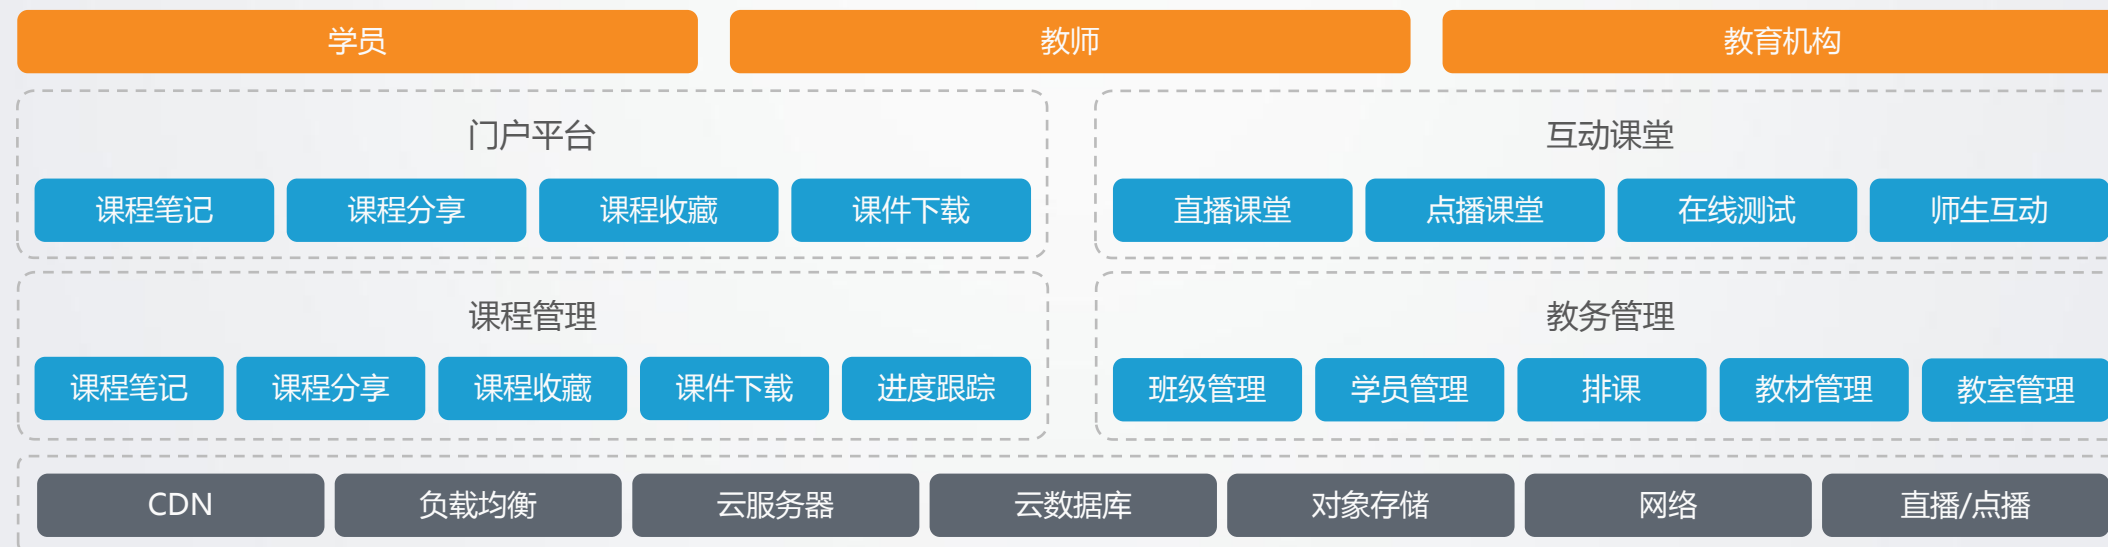 学员 教师 教育机构
门户平台 互动课堂
课程笔记 课程分享 课程收藏 课件下载 直播课堂 点播课堂 在线测试 师生互动
课程管理 教务管理
课程笔记 课程分享 课程收藏 课件下载 进度跟踪 班级管理 学员管理 排课 教材管理 教室管理
CDN 负载均衡 云服务器 云数据库 对象存储 网络 直播/点播